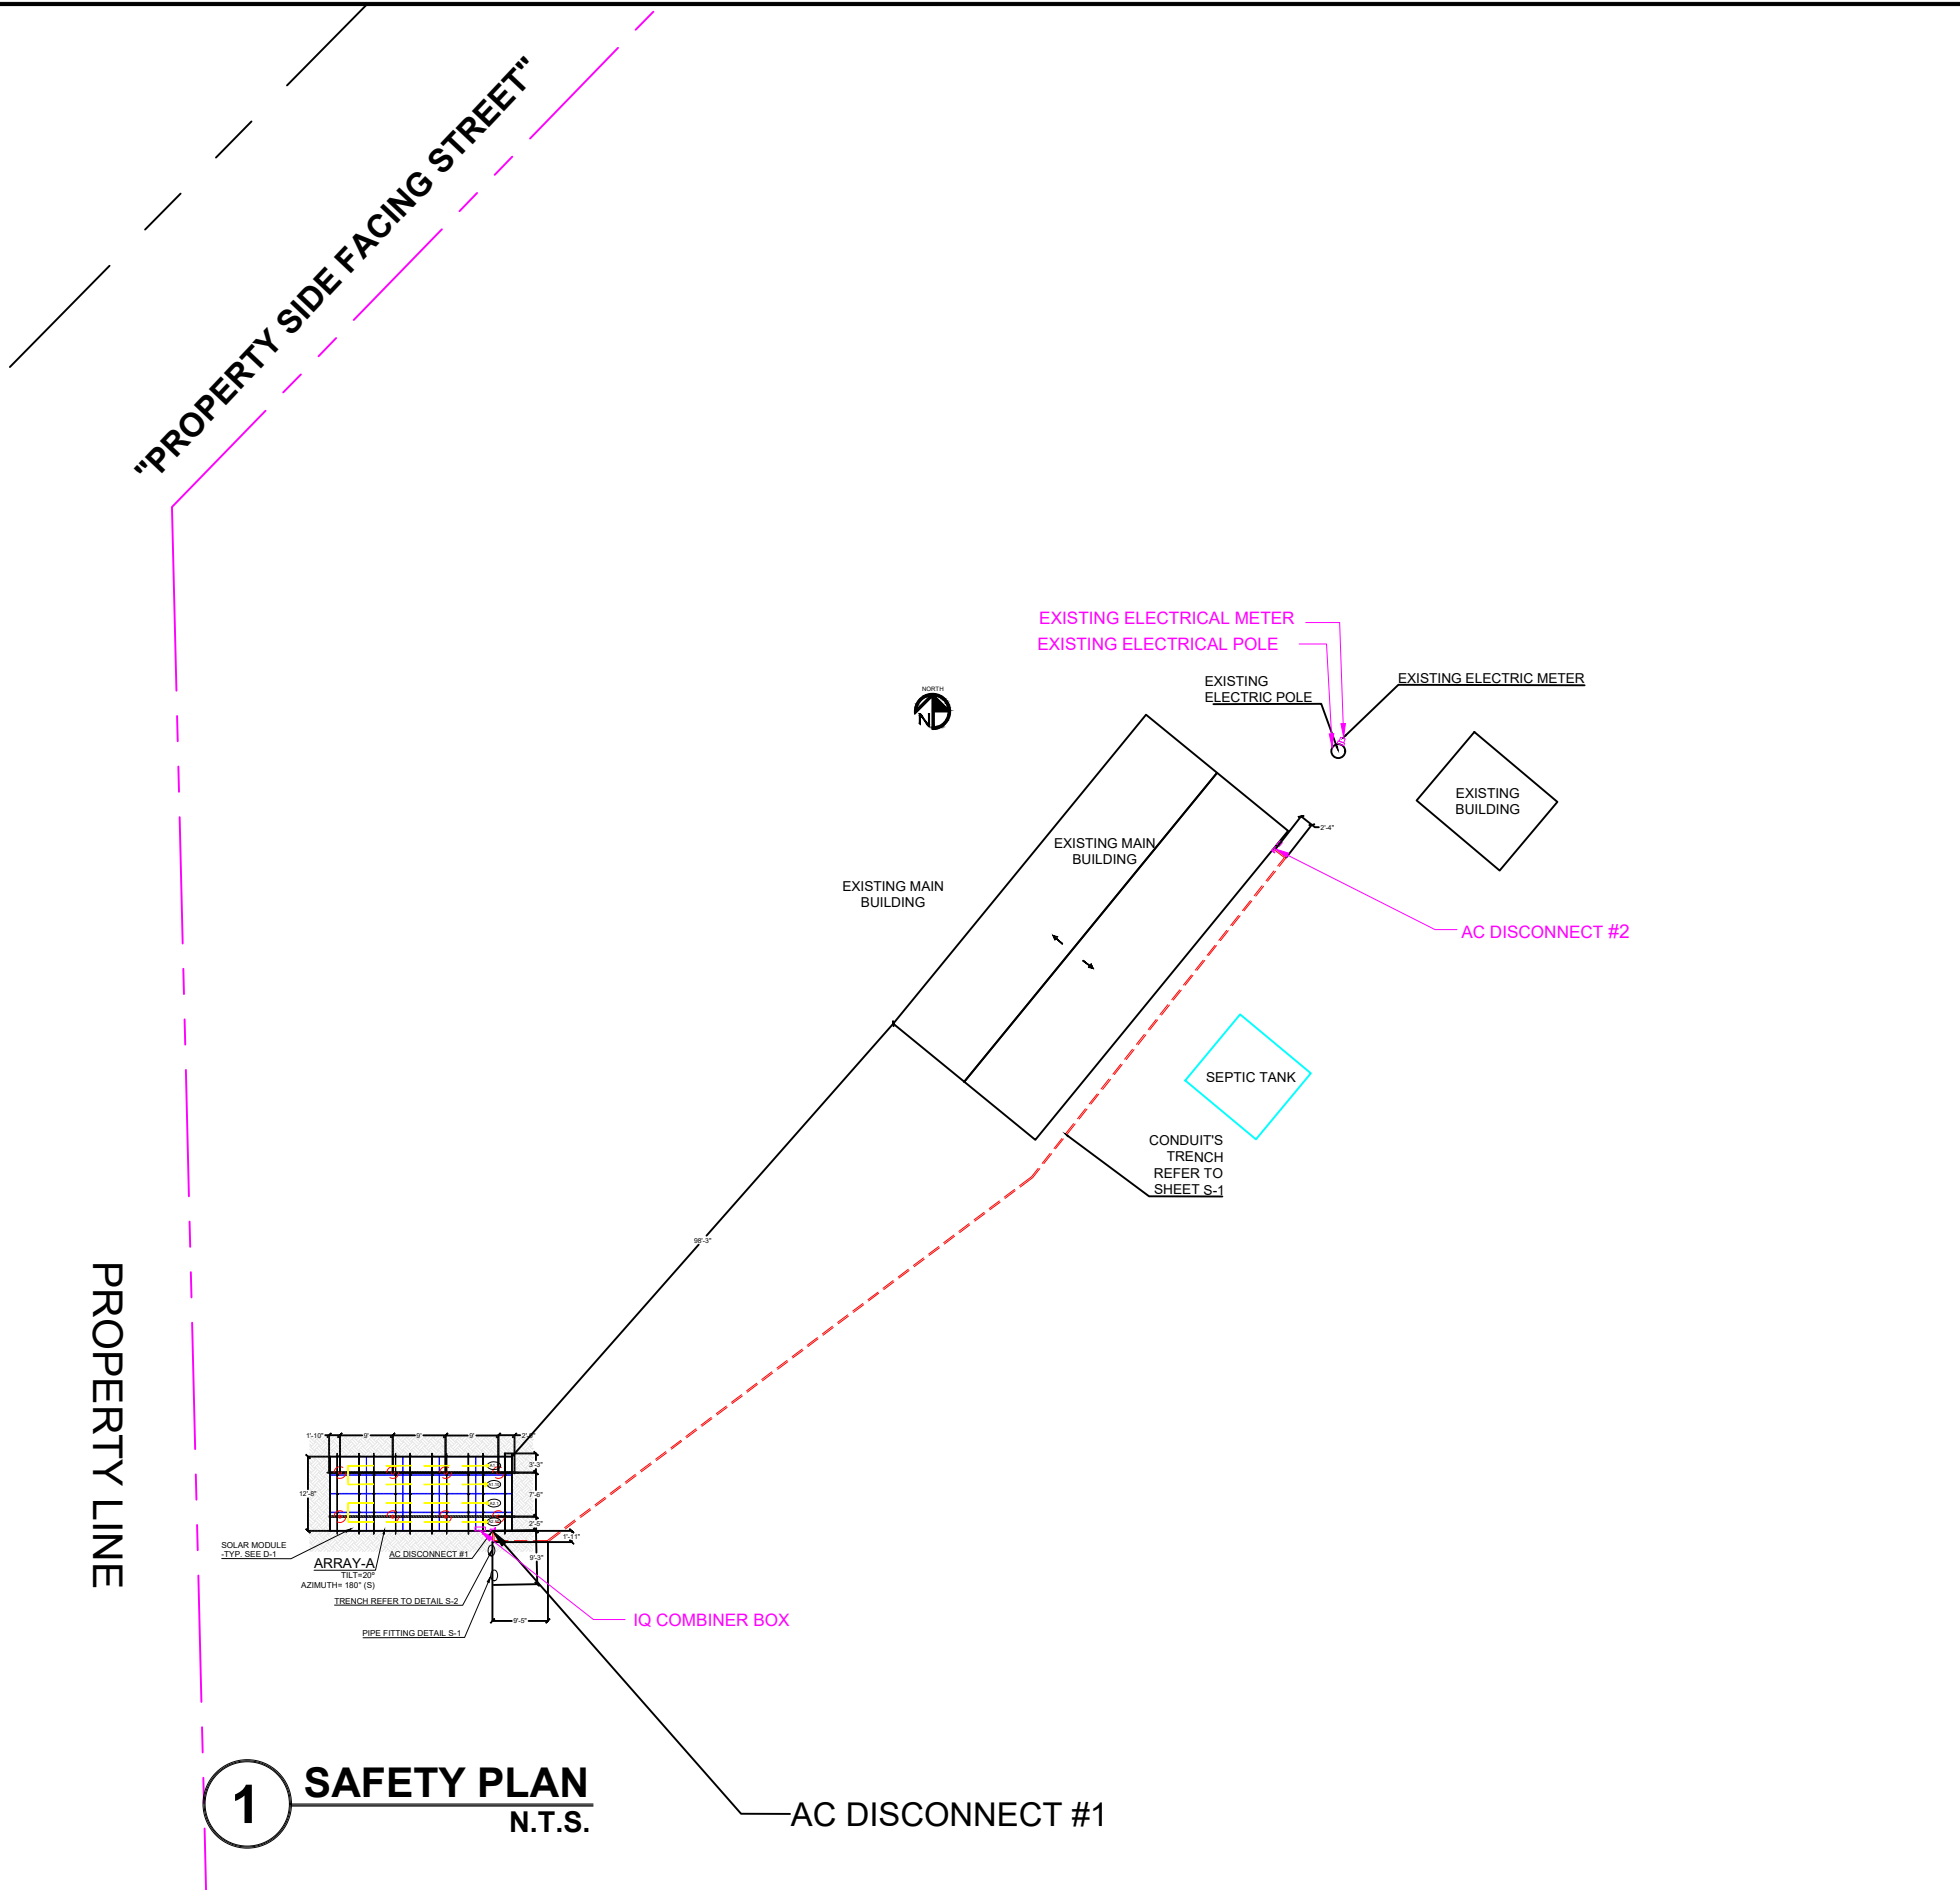 "PROPERTY SIDE FACING STREET"
EXISTING ELECTRICAL METER
EXISTING ELECTRICAL POLE
EXISTING
ELECTRIC POLE
EXISTING ELECTRIC METER
NORTH
N
EXISTING
BUILDING
2'-4"
EXISTING MAIN
BUILDING
EXISTING MAIN
BUILDING
AC DISCONNECT #2
SEPTIC TANK
CONDUIT'S
TRENCH
REFER TO
SHEET S-1
98'-3"
PROPERTY LINE
1'-10"
9'
9'
9'
3'-3"
12'-8"
7'-6"
2'-5"
1'-11"
9'-3"
9'-5"
SOLAR MODULE
-TYP. SEE D-1
ARRAY-A
TILT=20°
AZIMUTH= 180° (S)
AC DISCONNECT #1
TRENCH REFER TO DETAIL S-2
PIPE FITTING DETAIL S-1
IQ COMBINER BOX
1
SAFETY PLAN
N.T.S.
AC DISCONNECT #1